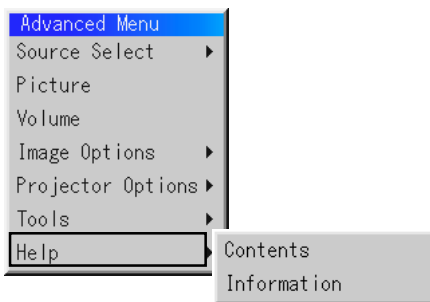 Advanced Menu
Source Select
Picture
Volume
Image Options
Projector Options
Tools
Help
Contents
Information